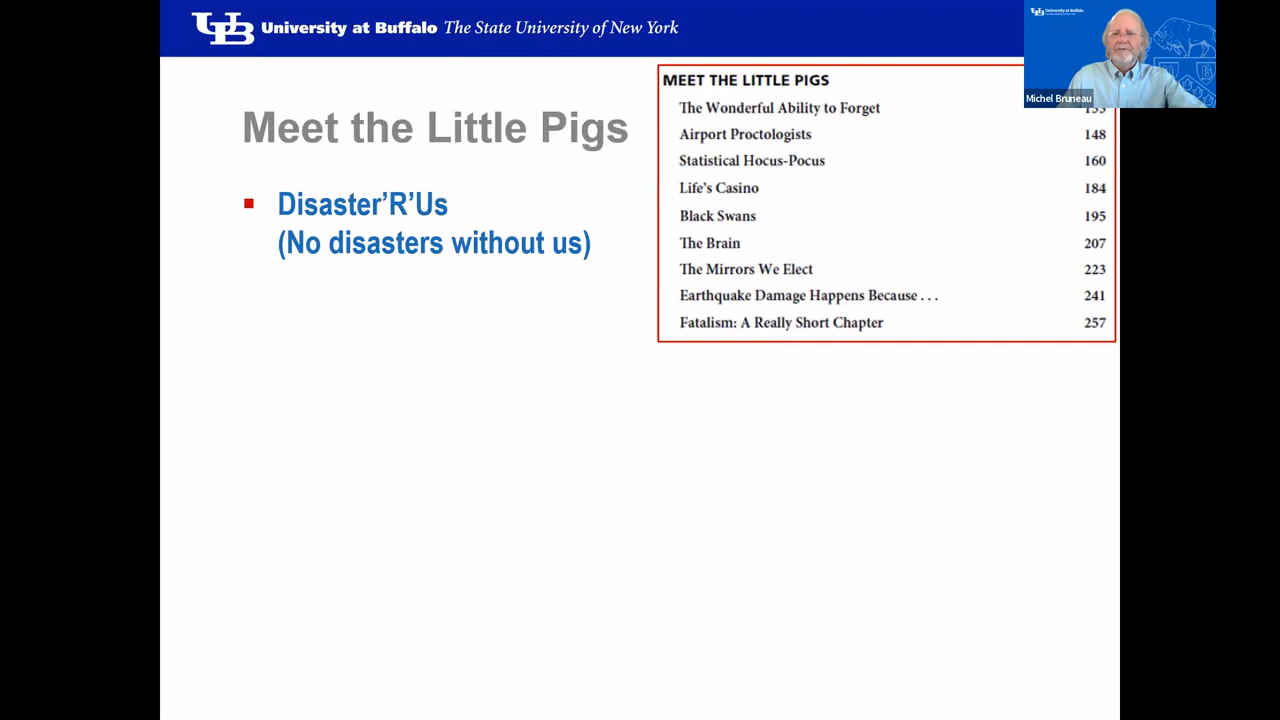 University at Buffalo The State University of New York
Michel Bruneau
Meet the Little Pigs
Disaster’R’Us
(No disasters without us)
MEET THE LITTLE PIGS
The Wonderful Ability to Forget
Airport Proctologists 148
Statistical Hocus-Pocus 160
Life’s Casino 184
Black Swans 195
The Brain 207
The Mirrors We Elect 223
Earthquake Damage Happens Because . . . 241
Fatalism: A Really Short Chapter 257